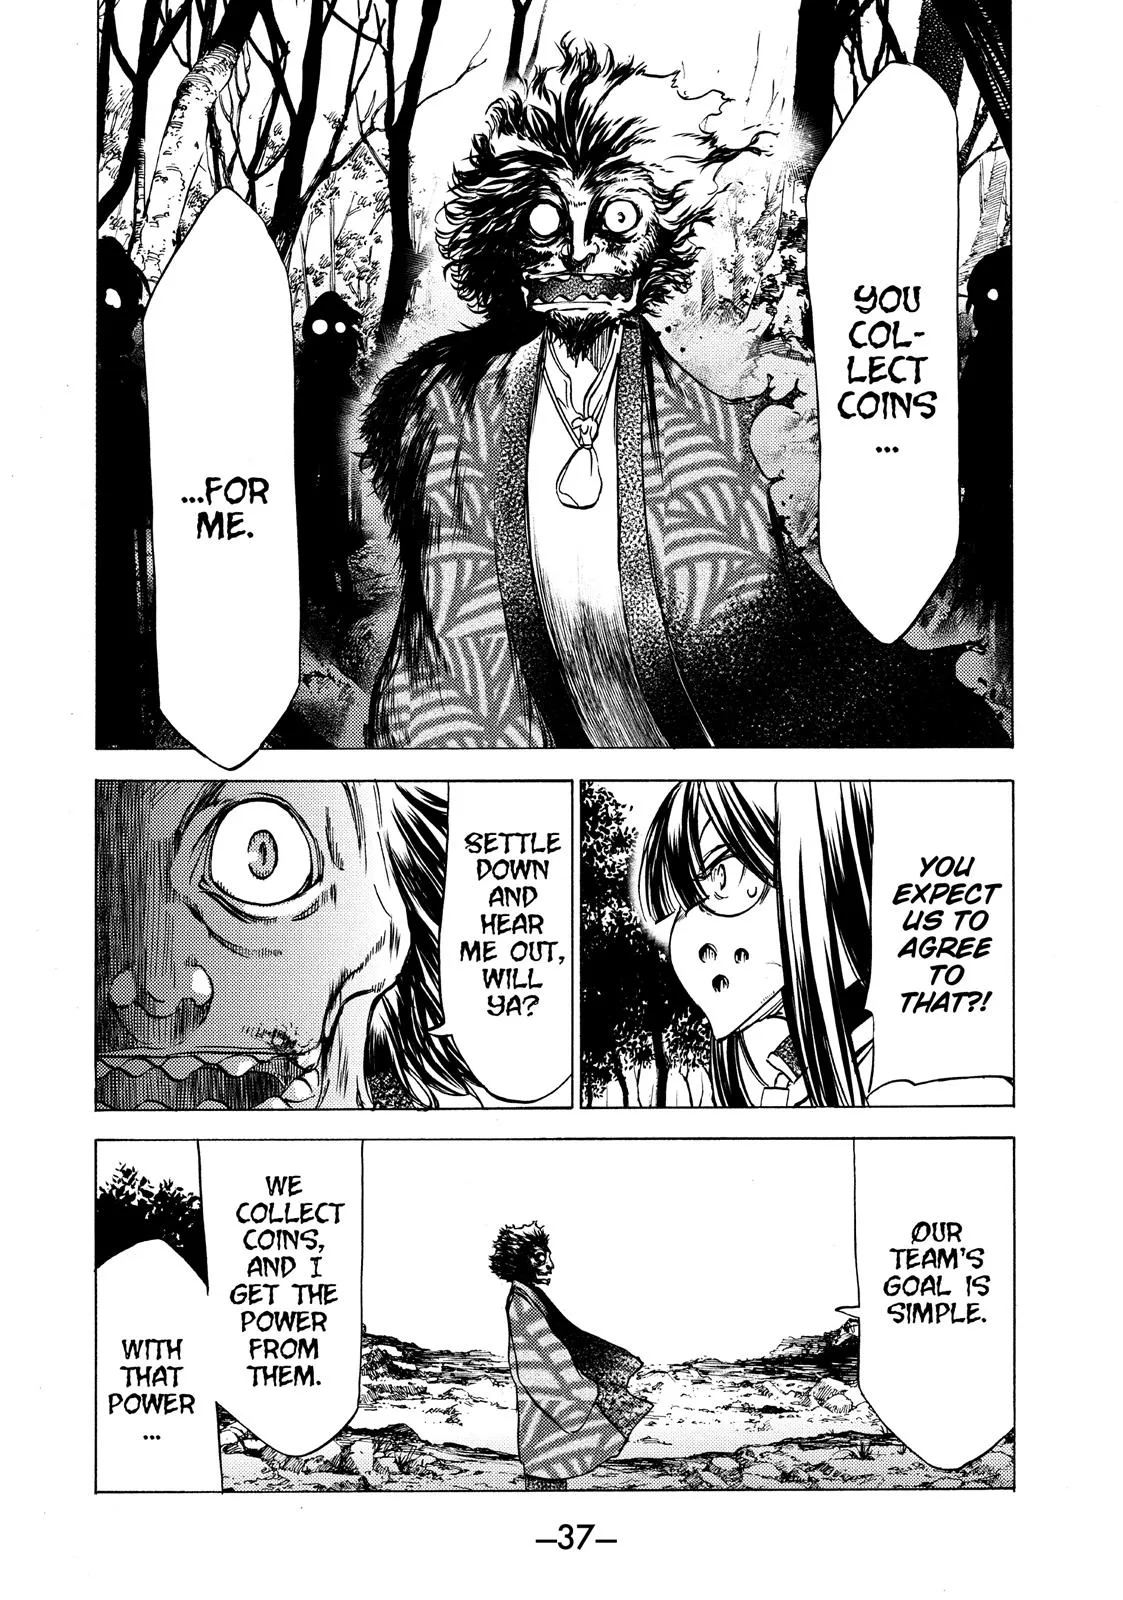 YOU
COL-
LECT
COINS
...
...FOR
ME.
YOU
EXPECT
US TO
AGREE
TO
THAT?!
SETTLE
DOWN
AND
HEAR
ME OUT,
WILL
YA?
OUR
TEAM'S
GOAL IS
SIMPLE.
WE
COLLECT
COINS,
AND I
GET THE
POWER
FROM
THEM.
WITH
THAT
POWER
...
—37—